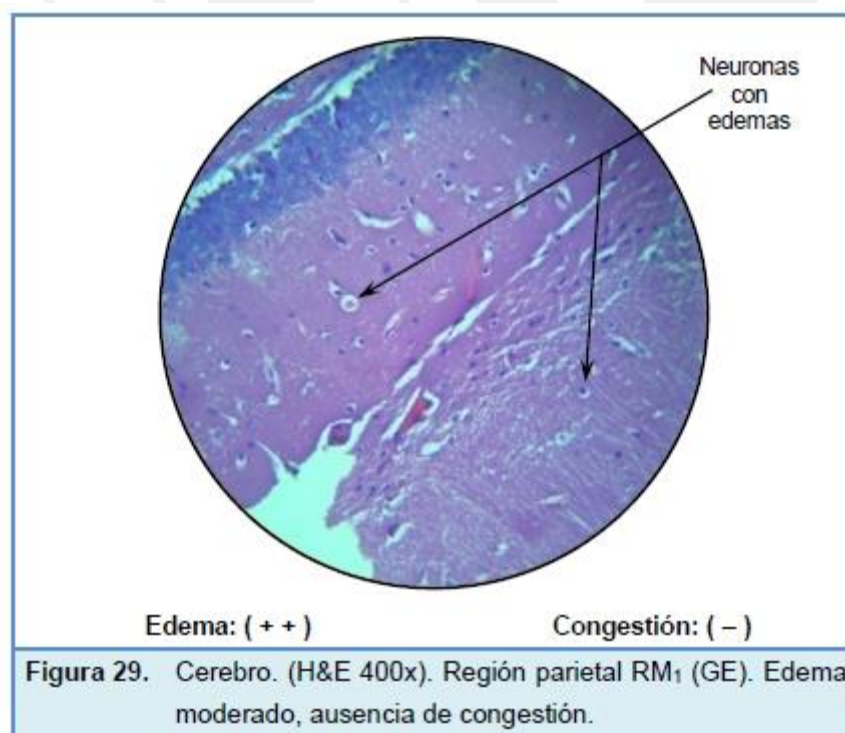 Neuronas
con
edemas
Edema: ( + + )
Congestión: ( – )
Figura 29. Cerebro. (H&E 400x). Región parietal RM₁ (GE). Edema
moderado, ausencia de congestión.